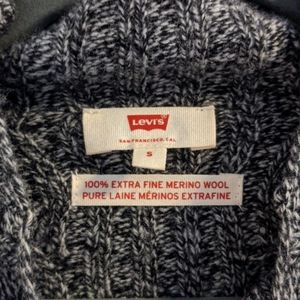 Levi's
SAN FRANCISCO, CAL
S
100% EXTRA FINE MERINO WOOL
PURE LAINE MÉRINOS EXTRAFINE